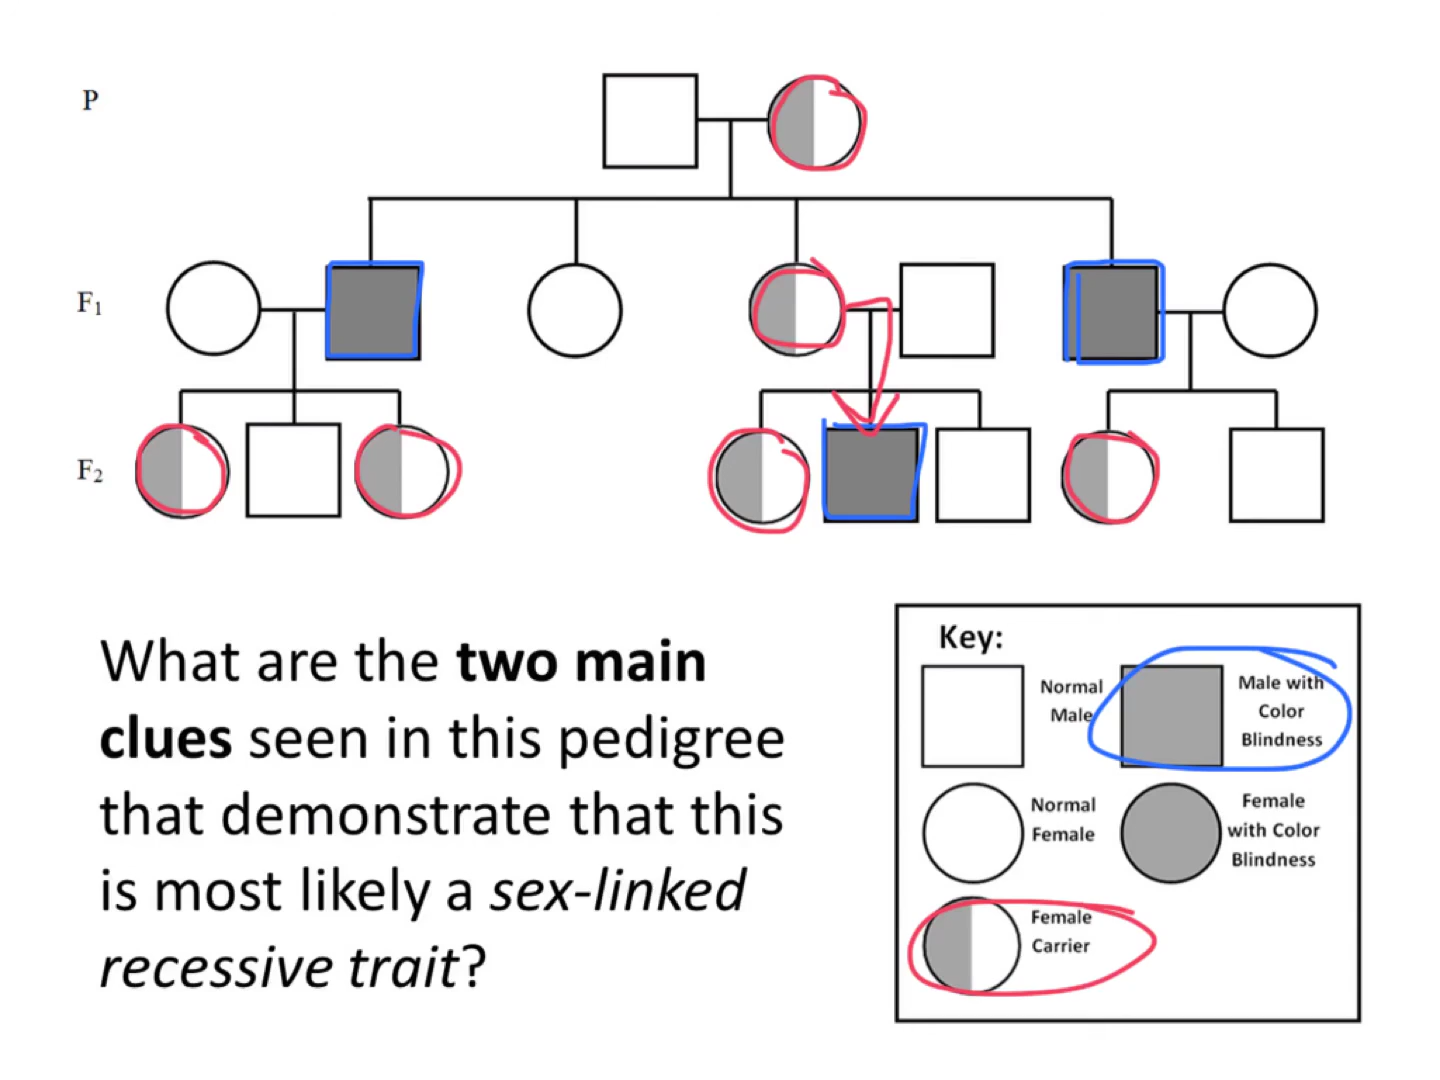 P
F1
F2
What are the two main
clues seen in this pedigree
that demonstrate that this
is most likely a sex-linked
recessive trait?
Key:
Normal
Male
Male with
Color
Blindness
Normal
Female
Female
with Color
Blindness
Female
Carrier